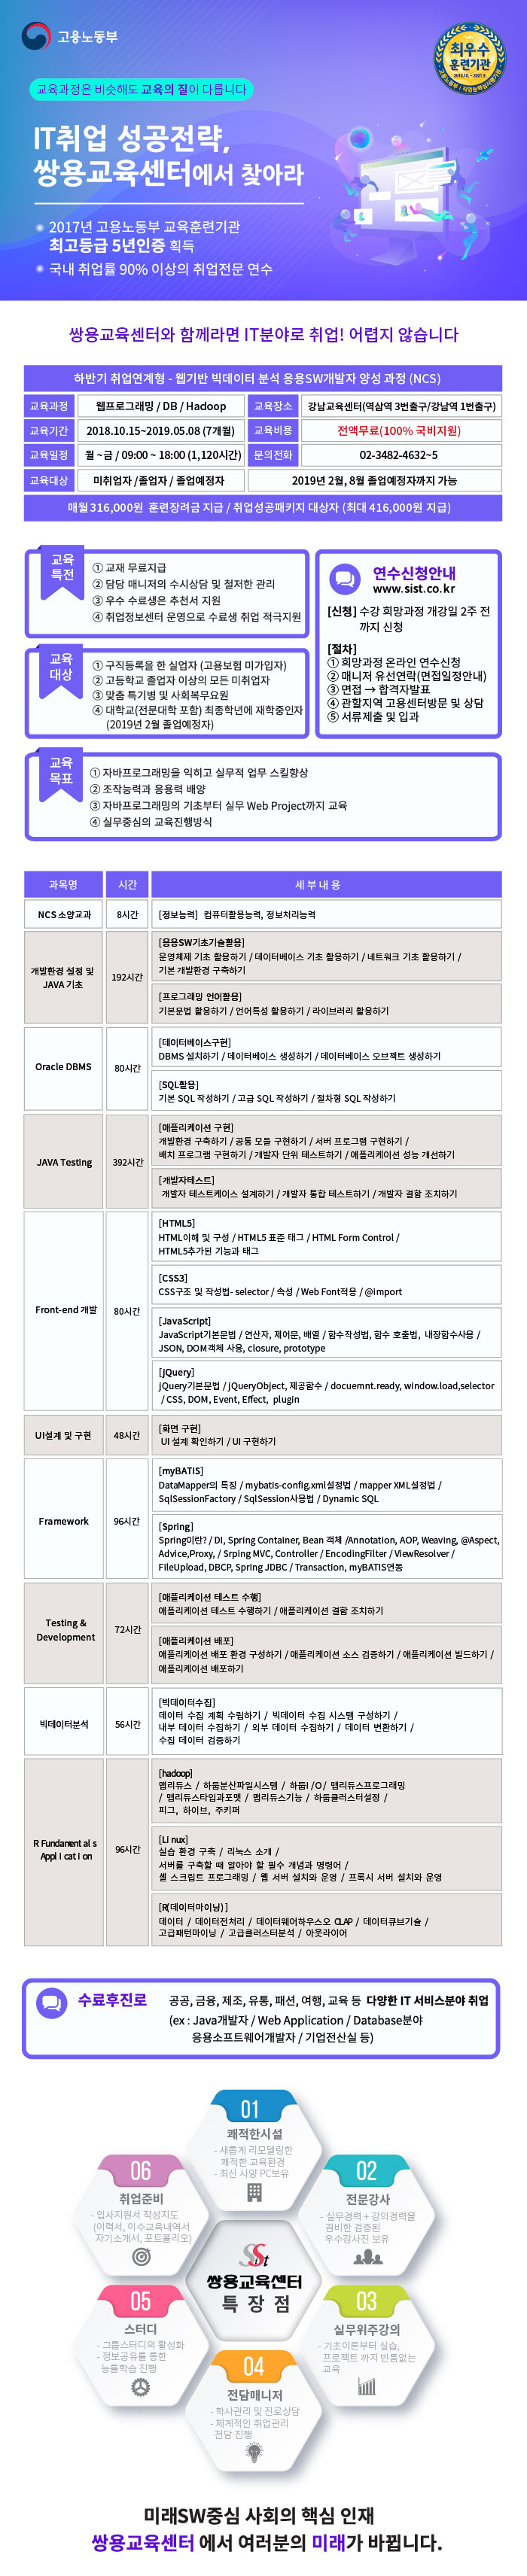 고용노동부
최우수
훈련기관
교육과정은 비슷해도 교육의 질이 다릅니다
IT취업 성공전략,
쌍용교육센터에서 찾아라
2017년 고용노동부 교육훈련기관
최고등급 5년인증 획득
국내 취업률 90% 이상의 취업전문 연수
쌍용교육센터와 함께라면 IT분야로 취업! 어렵지 않습니다
하반기 취업연계형 - 웹기반 빅데이터 분석 응용SW개발자 양성 과정 (NCS)
교육과정 웹프로그래밍 / DB / Hadoop 교육장소 강남교육센터(역삼역 3번출구/강남역 1번출구)
교육기간 2018.10.15~2019.05.08 (7개월) 교육비용 전액무료(100% 국비지원)
교육일정 월 ~금 / 09:00 ~ 18:00 (1,120시간) 문의전화 02-3482-4632~5
교육대상 미취업자 /졸업자 / 졸업예정자 2019년 2월, 8월 졸업예정자까지 가능
매월 316,000원 훈련장려금 지급 / 취업성공패키지 대상자 (최대 416,000원 지급)
교육
특전
① 교재 무료지급
② 담당 매니저의 수시상담 및 철저한 관리
③ 우수 수료생은 추천서 지원
④ 취업정보센터 운영으로 수료생 취업 적극지원
교육
대상
① 구직등록을 한 실업자 (고용보험 미가입자)
② 고등학교 졸업자 이상의 모든 미취업자
③ 맞춤 특기병 및 사회복무요원
④ 대학교(전문대학 포함) 최종학년에 재학중인자
(2019년 2월 졸업예정자)
연수신청안내
www.sist.co.kr
[신청] 수강 희망과정 개강일 2주 전
까지 신청
[절차]
① 희망과정 온라인 연수신청
② 매니저 유선연락(면접일정안내)
③ 면접 → 합격자발표
④ 관할지역 고용센터방문 및 상담
⑤ 서류제출 및 입과
교육
목표
① 자바프로그래밍을 익히고 실무적 업무 스킬향상
② 조작능력과 응용력 배양
③ 자바프로그래밍의 기초부터 실무 Web Project까지 교육
④ 실무중심의 교육진행방식
과목명 시간 세 부 내 용
NCS 소양교과 8시간 [정보능력] 컴퓨터활용능력, 정보처리능력
개발환경 설정 및
JAVA 기초
192시간
[응용SW기초기술활용]
운영체제 기초 활용하기 / 데이터베이스 기초 활용하기 / 네트워크 기초 활용하기 /
기본 개발환경 구축하기
[프로그래밍 언어활용]
기본문법 활용하기 / 언어특성 활용하기 / 라이브러리 활용하기
Oracle DBMS
80시간
[데이터베이스구현]
DBMS 설치하기 / 데이터베이스 생성하기 / 데이터베이스 오브젝트 생성하기
[SQL활용]
기본 SQL 작성하기 / 고급 SQL 작성하기 / 절차형 SQL 작성하기
JAVA Testing
392시간
[애플리케이션 구현]
개발환경 구축하기 / 공통 모듈 구현하기 / 서버 프로그램 구현하기 /
배치 프로그램 구현하기 / 개발자 단위 테스트하기 / 애플리케이션 성능 개선하기
[개발자테스트]
개발자 테스트케이스 설계하기 / 개발자 통합 테스트하기 / 개발자 결함 조치하기
Front-end 개발
80시간
[HTML5]
HTML이해 및 구성 / HTML5 표준 태그 / HTML Form Control /
HTML5추가된 기능과 태그
[CSS3]
CSS구조 및 작성법- selector / 속성 / Web Font적용 / @import
[JavaScript]
JavaScript기본문법 / 연산자, 제어문, 배열 / 함수작성법, 함수 호출법, 내장함수사용 /
JSON, DOM객체 사용, closure, prototype
[jQuery]
jQuery기본문법 / jQueryObject, 제공함수 / docuemnt.ready, window.load,selector
/ CSS, DOM, Event, Effect, plugin
UI설계 및 구현
48시간
[화면 구현]
UI 설계 확인하기 / UI 구현하기
Framework
96시간
[myBATIS]
DataMapper의 특징 / mybatis-config.xml설정법 / mapper XML설정법 /
SqlSessionFactory / SqlSession사용법 / Dynamic SQL
[Spring]
Spring이란? / DI, Spring Container, Bean 객체 /Annotation, AOP, Weaving, @Aspect,
Advice,Proxy, / Srping MVC, Controller / EncodingFilter / ViewResolver /
FileUpload, DBCP, Spring JDBC / Transaction, myBATIS연동
Testing &
Development
72시간
[애플리케이션 테스트 수행]
애플리케이션 테스트 수행하기 / 애플리케이션 결함 조치하기
[애플리케이션 배포]
애플리케이션 배포 환경 구성하기 / 애플리케이션 소스 검증하기 / 애플리케이션 빌드하기 /
애플리케이션 배포하기
빅데이터분석
56시간
[빅데이터수집]
데이터 수집 계획 수립하기 / 빅데이터 수집 시스템 구성하기 /
내부 데이터 수집하기 / 외부 데이터 수집하기 / 데이터 변환하기 /
수집 데이터 검증하기
R Fundamental s
Application
96시간
[hadoop]
맵리듀스 / 하둡분산파일시스템 / 하둡I/O / 맵리듀스프로그래밍
/ 맵리듀스타입과포맷 / 맵리듀스기능 / 하둡클러스터설정 /
피그, 하이브, 주키퍼
[Linux]
실습 환경 구축 / 리눅스 소개 /
서버를 구축할 때 알아야 할 필수 개념과 명령어 /
셸 스크립트 프로그래밍 / 웹 서버 설치와 운영 / 프록시 서버 설치와 운영
[R(데이터마이닝)]
데이터 / 데이터전처리 / 데이터웨어하우스오 OLAP / 데이터큐브기술 /
고급패턴마이닝 / 고급클러스터분석 / 아웃라이어
수료후진로
공공, 금융, 제조, 유통, 패션, 여행, 교육 등 다양한 IT 서비스분야 취업
(ex : Java개발자 / Web Application / Database분야
응용소프트웨어개발자 / 기업전산실 등)
01
쾌적한시설
- 새롭게 리모델링한
쾌적한 교육환경
- 최신 사양 PC보유
02
전문강사
- 실무경력 + 강의경력을
겸비한 검증된
우수강사진 보유
03
실무위주강의
- 기초이론부터 실습,
프로젝트 까지 빈틈없는
교육
04
전담매니저
- 학사관리 및 진로상담
- 체계적인 취업관리
전담 진행
05
스터디
- 그룹스터디의 활성화
- 정보공유를 통한
능률학습 진행
06
취업준비
- 입사지원서 작성지도
(이력서, 이수교육내역서
자기소개서, 포트폴리오)
쌍용교육센터
특 장 점
미래SW중심 사회의 핵심 인재
쌍용교육센터 에서 여러분의 미래가 바뀝니다.